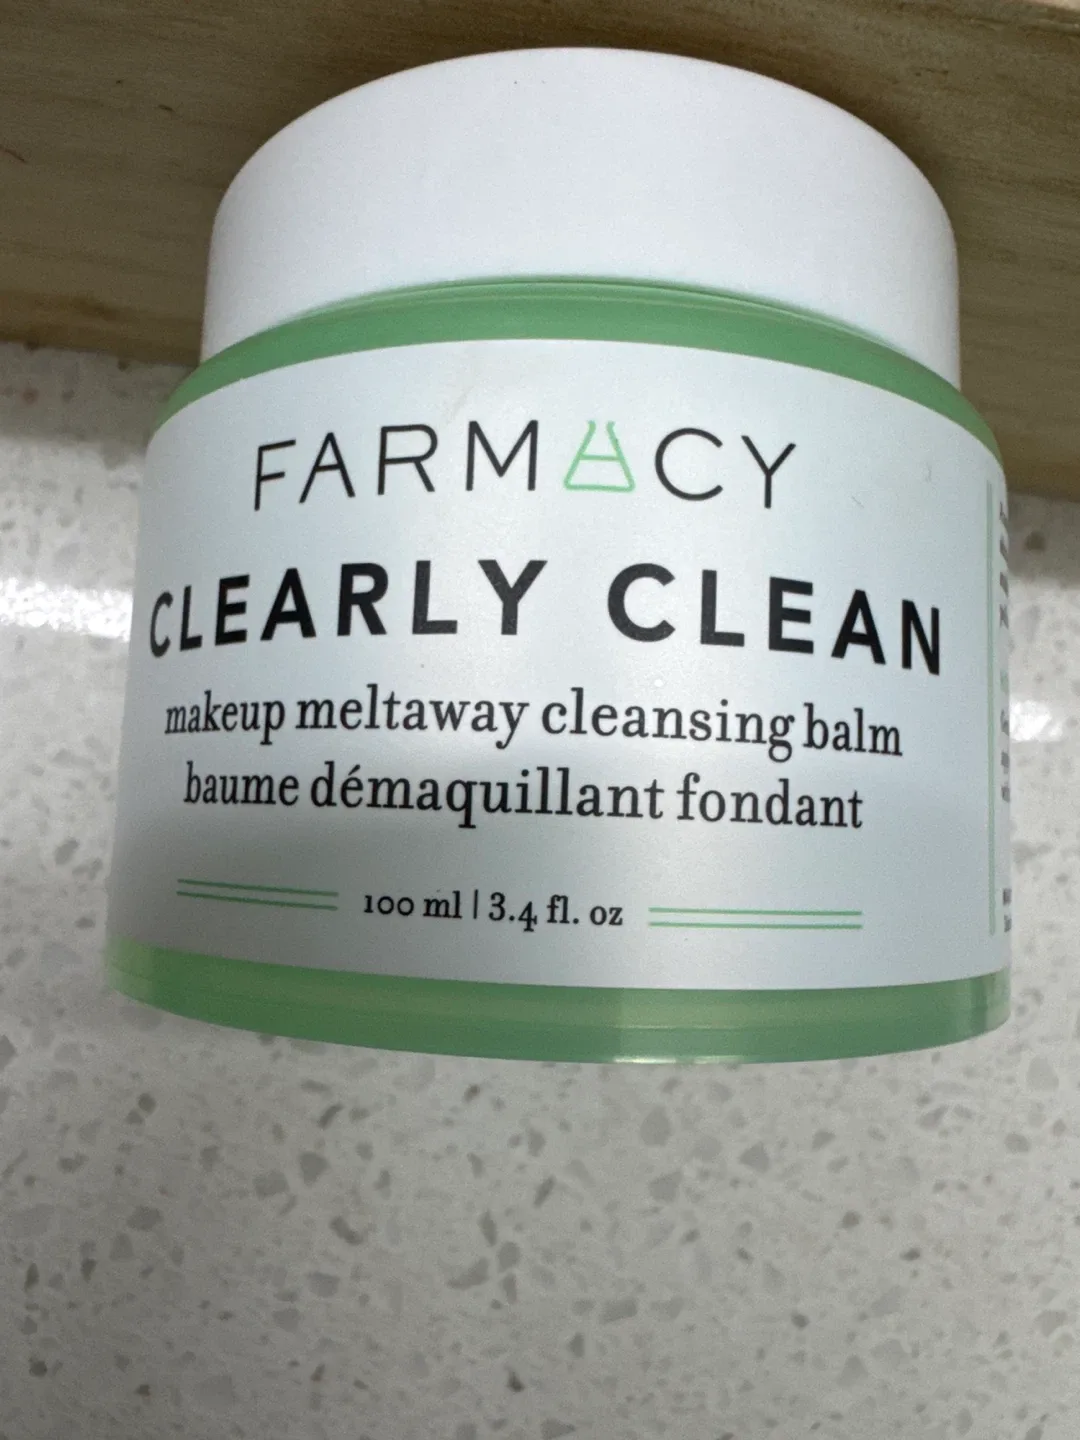 FARMACY
CLEARLY CLEAN
makeup meltaway cleansing balm
baume démaquillant fondant
100 ml | 3.4 fl. oz